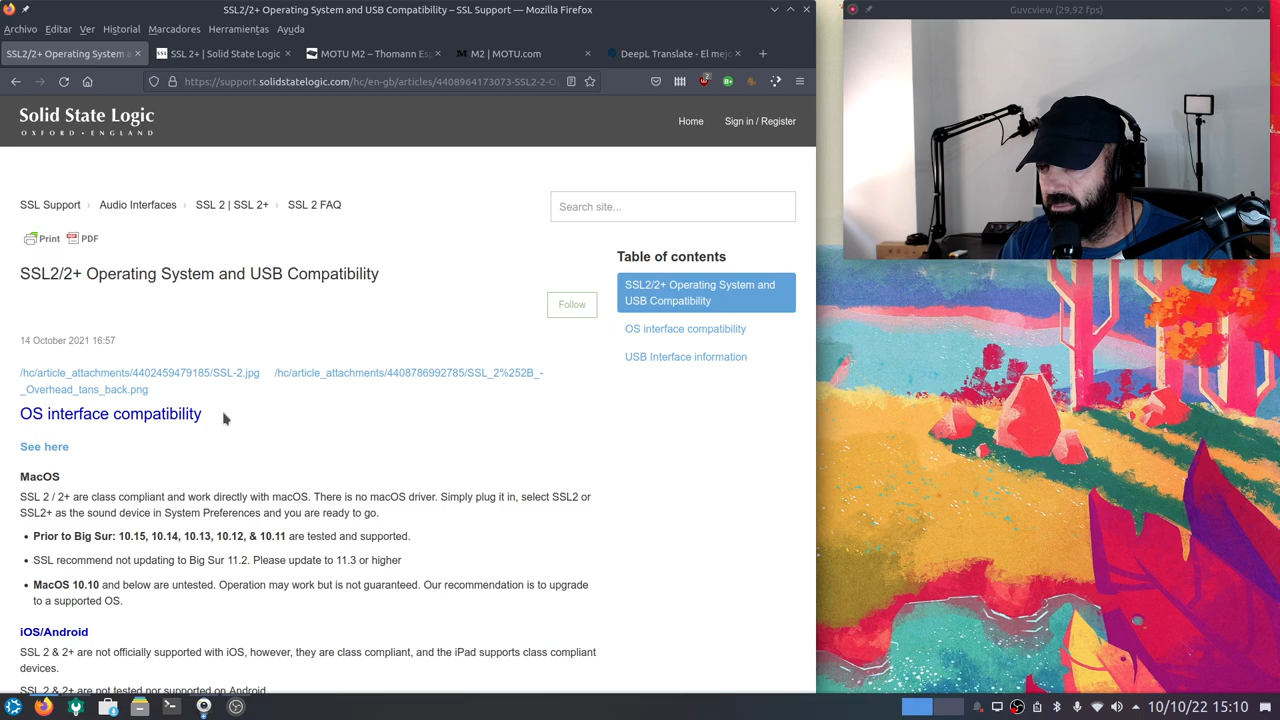 SSL2/2+ Operating System and USB Compatibility – SSL Support — Mozilla Firefox
Guvcview (29,92 fps)
Archivo Editar Ver Historial Marcadores Herramientas Ayuda
SSL2/2+ Operating System a
SSL 2+ | Solid State Logic
MOTU M2 – Thomann Es
M2 | MOTU.com
DeepL Translate - El mejo
https://support.solidstatelogic.com/hc/en-gb/articles/4408964173073-SSL2-2-O
Solid State Logic
OXFORD • ENGLAND
Home Sign in / Register
SSL Support › Audio Interfaces › SSL 2 | SSL 2+ › SSL 2 FAQ
Search site...
Print PDF
Table of contents
SSL2/2+ Operating System and USB Compatibility
SSL2/2+ Operating System and
USB Compatibility
Follow
OS interface compatibility
14 October 2021 16:57
USB Interface information
/hc/article_attachments/4402459479185/SSL-2.jpg /hc/article_attachments/4408786992785/SSL_2%252B_-
_Overhead_tans_back.png
OS interface compatibility
See here
MacOS
SSL 2 / 2+ are class compliant and work directly with macOS. There is no macOS driver. Simply plug it in, select SSL2 or
SSL2+ as the sound device in System Preferences and you are ready to go.
• Prior to Big Sur: 10.15, 10.14, 10.13, 10.12, & 10.11 are tested and supported.
• SSL recommend not updating to Big Sur 11.2. Please update to 11.3 or higher
• MacOS 10.10 and below are untested. Operation may work but is not guaranteed. Our recommendation is to upgrade
to a supported OS.
iOS/Android
SSL 2 & 2+ are not officially supported with iOS, however, they are class compliant, and the iPad supports class compliant
devices.
SSL 2 & 2+ are not tested nor supported on Android
10/10/22 15:10